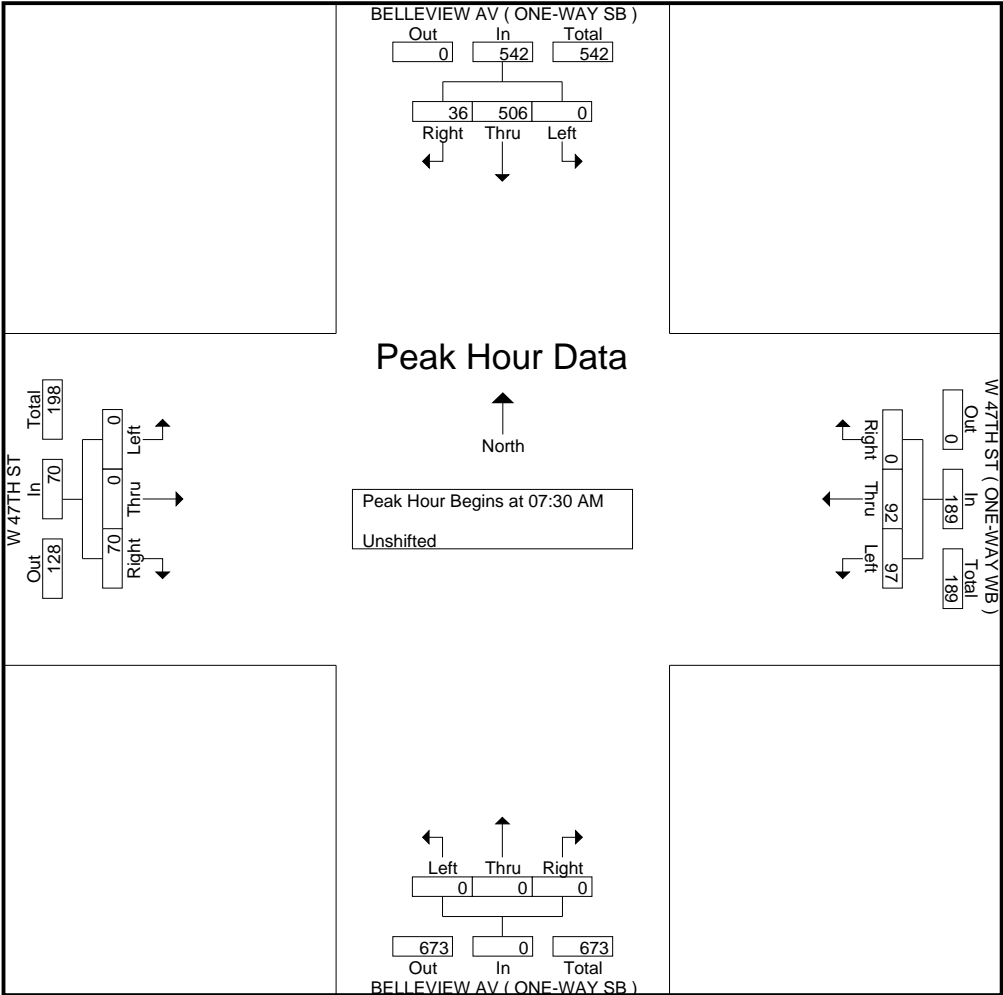 BELLEVIEW AV ( ONE-WAY SB )
Out In Total
0 542 542
36 506 0
Right Thru Left
Peak Hour Data
North
Peak Hour Begins at 07:30 AM
Unshifted
W 47TH ST
Total In Out
198 70 128
0 0 70
Left Thru Right
W 47TH ST ( ONE-WAY WB )
Out In Total
0 189 189
0 92 97
Right Thru Left
Left Thru Right
0 0 0
673 0 673
Out In Total
BELLEVIEW AV ( ONE-WAY SB )